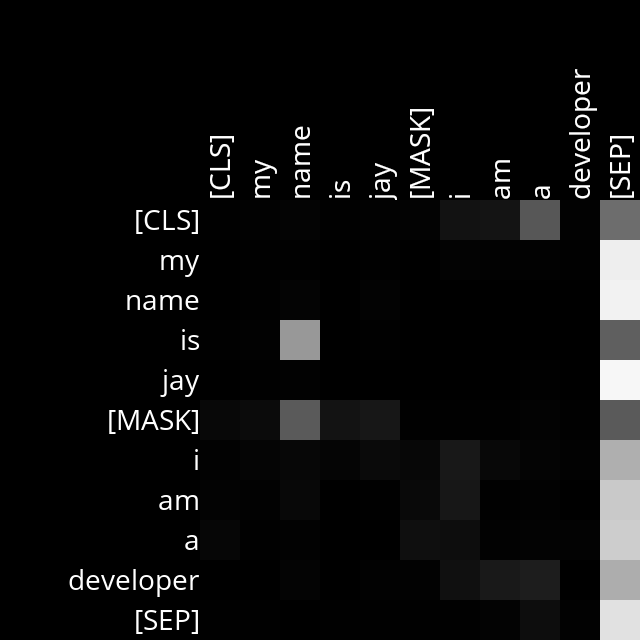 [CLS] my name is jay [MASK] i am a developer [SEP]
[CLS]
my
name
is
jay
[MASK]
i
am
a
developer
[SEP]